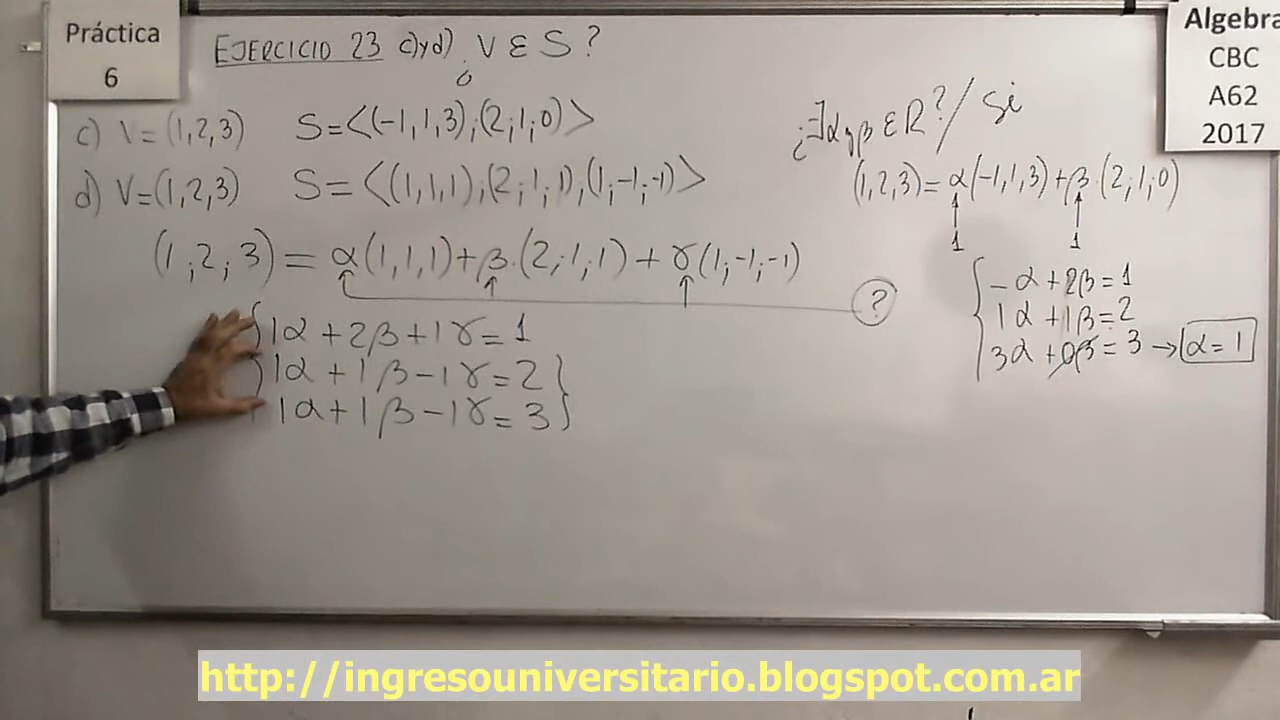 Práctica
6
EJERCICIO 23 c) y d) ¿V ∈ S?
Algebra
CBC
A62
2017
c) V=(1,2,3) S=<(-1,1,3);(2;1;0)>
d) V=(1,2,3) S=<(1,1,1);(2;1;1),(1,-1,-1)>
(1;2;3)=α(1,1,1)+β.(2;1;1)+γ(1;-1;-1)
?
1α+2β+1γ=1
1α+1β-1γ=2
1α+1β-1γ=3
¿∃α y β ∈ R?/ Si
(1,2,3)=α(-1,1,3)+β.(2;1;0)
1 1
-α+2β=1
1α+1β=2
3α+0β=3→α=1
http://ingresouniversitario.blogspot.com.ar